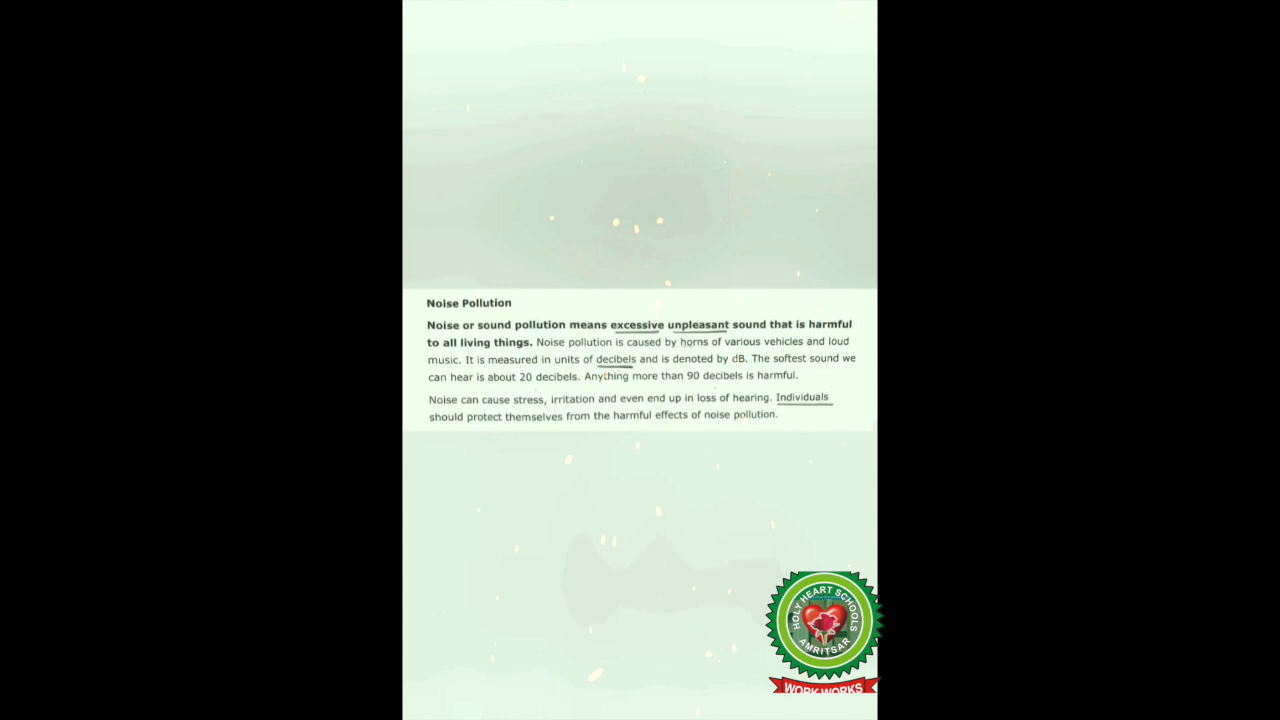 Noise Pollution
Noise or sound pollution means excessive unpleasant sound that is harmful
to all living things. Noise pollution is caused by horns of various vehicles and loud
music. It is measured in units of decibels and is denoted by dB. The softest sound we
can hear is about 20 decibels. Anything more than 90 decibels is harmful.
Noise can cause stress, irritation and even end up in loss of hearing. Individuals
should protect themselves from the harmful effects of noise pollution.
HOLY HEART SCHOOLS
AMRITSAR
WORK WORKS